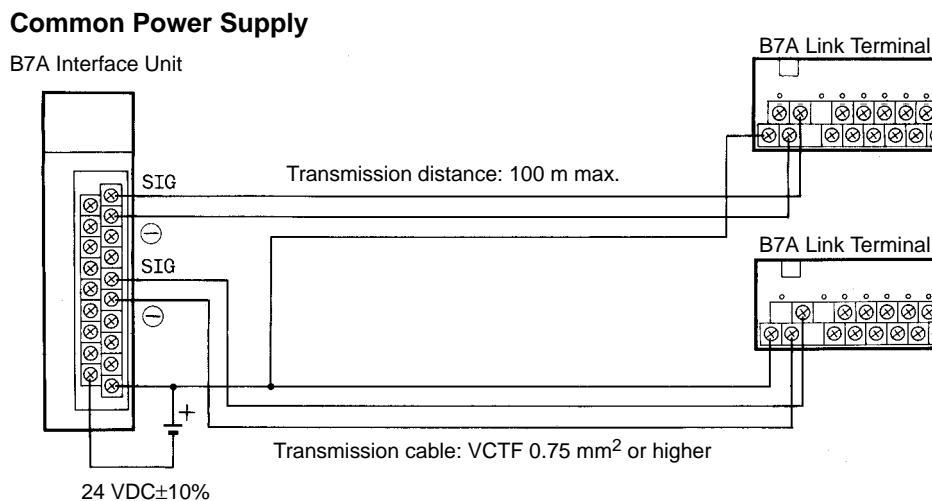 Common Power Supply
B7A Interface Unit
B7A Link Terminal
SIG
Transmission distance: 100 m max.
B7A Link Terminal
SIG
+
Transmission cable: VCTF 0.75 mm² or higher
24 VDC±10%